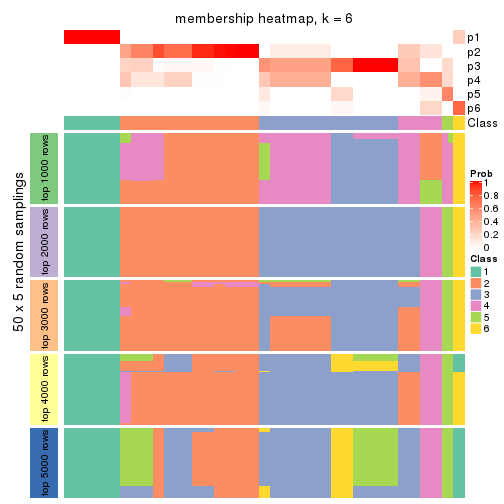 membership heatmap, k = 6
p1
p2
p3
p4
p5
p6
Class
50 x 5 random samplings
top 1000 rows
top 2000 rows
top 3000 rows
top 4000 rows
top 5000 rows
Prob
1
0.8
0.6
0.4
0.2
0
Class
1
2
3
4
5
6